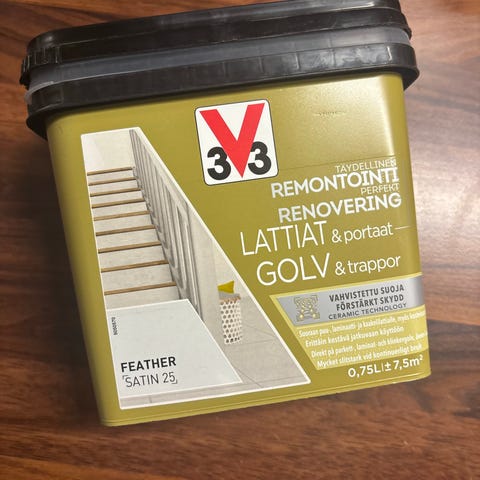 V33
TÄYDELLINEN
REMONTOINTI
PERFEKT
RENOVERING
LATTIAT & portaat
GOLV & trappor
VAHVISTETTU SUOJA
FÖRSTÄRKT SKYDD
CERAMIC TECHNOLOGY
Suoraan puu-, laminaatti- ja kaakelilattialle, myös
Erittäin kestävä jatkuvaan käyttöön
Direkt på parkett-, laminat- och klinkergolv,
Mycket slitstark vid kontinuerligt bruk
0,75L | ± 7,5m²
FEATHER
SATIN 25